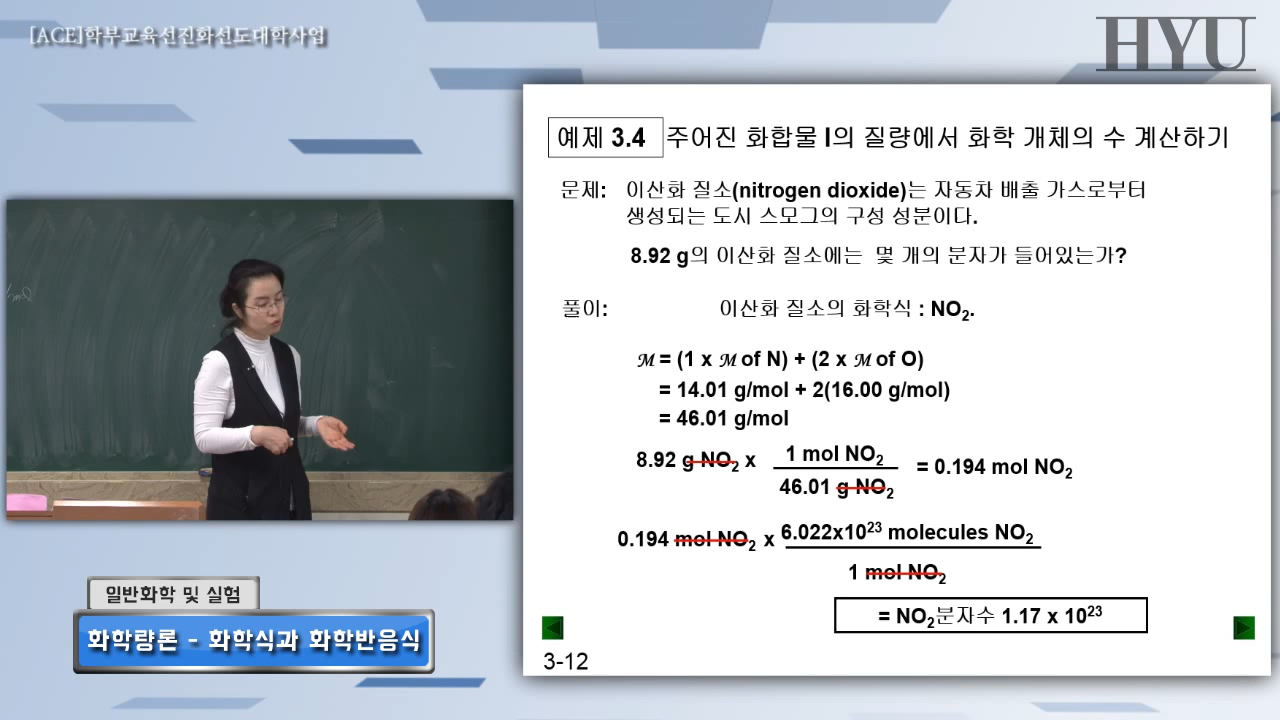 [ACE]학부교육선진화선도대학사업
HYU
예제 3.4 주어진 화합물 l의 질량에서 화학 개체의 수 계산하기
문제: 이산화 질소(nitrogen dioxide)는 자동차 배출 가스로부터
생성되는 도시 스모그의 구성 성분이다.
8.92 g의 이산화 질소에는 몇 개의 분자가 들어있는가?
풀이: 이산화 질소의 화학식 : NO₂.
ℳ = (1 x ℳ of N) + (2 x ℳ of O)
= 14.01 g/mol + 2(16.00 g/mol)
= 46.01 g/mol
8.92 g NO₂ x 1 mol NO₂ = 0.194 mol NO₂
46.01 g NO₂
0.194 mol NO₂ x 6.022x10²³ molecules NO₂
1 mol NO₂
= NO₂분자수 1.17 x 10²³
3-12
일반화학 및 실험
화학량론 - 화학식과 화학반응식